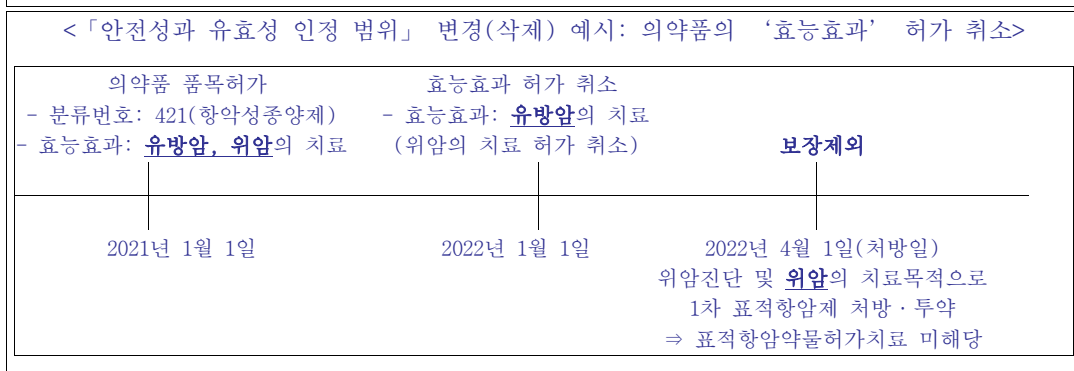 <「안전성과 유효성 인정 범위」 변경(삭제) 예시: 의약품의 ‘효능효과’ 허가 취소>
의약품 품목허가
- 분류번호: 421(항악성종양제)
- 효능효과: 유방암, 위암의 치료
효능효과 허가 취소
- 효능효과: 유방암의 치료
(위암의 치료 허가 취소)
보장제외
2021년 1월 1일
2022년 1월 1일
2022년 4월 1일(처방일)
위암진단 및 위암의 치료목적으로
1차 표적항암제 처방·투약
⇒ 표적항암약물허가치료 미해당